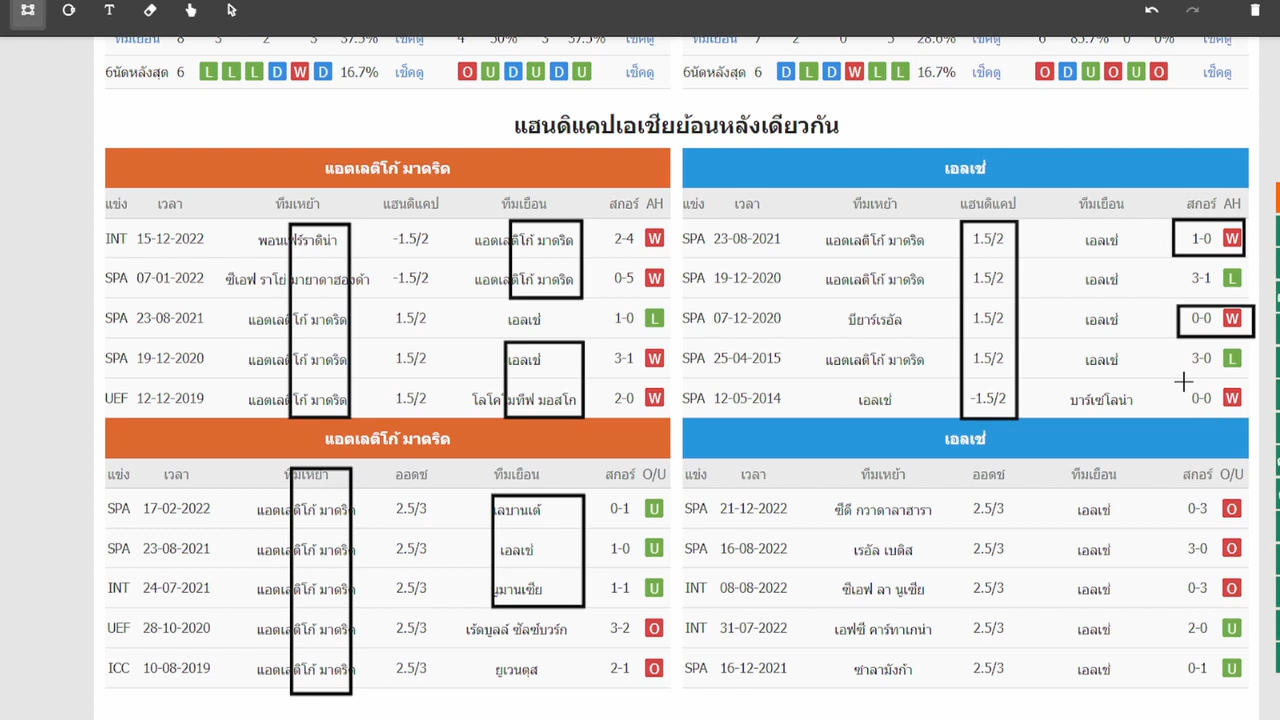 ทีมเยือน 8 3 2 3 37.5% เช็คดู 4 50% 3 37.5% เช็คดู
ทีมเยือน 7 2 0 5 28.6% เช็คดู 6 85.7% 0 0% เช็คดู
6นัดหลังสุด 6 L L L D W D 16.7% เช็คดู O U D U D U เช็คดู
6นัดหลังสุด 6 D L D W L L 16.7% เช็คดู O D U O U O เช็คดู
แฮนดิแคปเอเชียย้อนหลังเดียวกัน
แอตเลติโก้ มาดริด
แข่ง เวลา ทีมเหย้า แฮนดิแคป ทีมเยือน สกอร์ AH
INT 15-12-2022 พอนเฟร์ราดิน่า -1.5/2 แอตเลติโก้ มาดริด 2-4 W
SPA 07-01-2022 ซีเอฟ ราโย่ มายาดาฮองด้า -1.5/2 แอตเลติโก้ มาดริด 0-5 W
SPA 23-08-2021 แอตเลติโก้ มาดริด 1.5/2 เอลเช่ 1-0 L
SPA 19-12-2020 แอตเลติโก้ มาดริด 1.5/2 เอลเช่ 3-1 W
UEF 12-12-2019 แอตเลติโก้ มาดริด 1.5/2 โลโคโมทีฟ มอสโก 2-0 W
เอลเช่
แข่ง เวลา ทีมเหย้า แฮนดิแคป ทีมเยือน สกอร์ AH
SPA 23-08-2021 แอตเลติโก้ มาดริด 1.5/2 เอลเช่ 1-0 W
SPA 19-12-2020 แอตเลติโก้ มาดริด 1.5/2 เอลเช่ 3-1 L
SPA 07-12-2020 บียาร์เรอัล 1.5/2 เอลเช่ 0-0 W
SPA 25-04-2015 แอตเลติโก้ มาดริด 1.5/2 เอลเช่ 3-0 L
SPA 12-05-2014 เอลเช่ -1.5/2 บาร์เซโลน่า 0-0 W
แอตเลติโก้ มาดริด
แข่ง เวลา ทีมเหย้า ออดซ์ ทีมเยือน สกอร์ O/U
SPA 17-02-2022 แอตเลติโก้ มาดริด 2.5/3 เลบานเต้ 0-1 U
SPA 23-08-2021 แอตเลติโก้ มาดริด 2.5/3 เอลเช่ 1-0 U
INT 24-07-2021 แอตเลติโก้ มาดริด 2.5/3 นูมานเซีย 1-1 U
UEF 28-10-2020 แอตเลติโก้ มาดริด 2.5/3 เร้ดบูลล์ ซัลซ์บวร์ก 3-2 O
ICC 10-08-2019 แอตเลติโก้ มาดริด 2.5/3 ยูเวนตุส 2-1 O
เอลเช่
แข่ง เวลา ทีมเหย้า ออดซ์ ทีมเยือน สกอร์ O/U
SPA 21-12-2022 ซีดี กวาดาลาฮารา 2.5/3 เอลเช่ 0-3 O
SPA 16-08-2022 เรอัล เบติส 2.5/3 เอลเช่ 3-0 O
INT 08-08-2022 ซีเอฟ ลา นูเซีย 2.5/3 เอลเช่ 0-3 O
INT 31-07-2022 เอฟซี คาร์ทาเกน่า 2.5/3 เอลเช่ 2-0 U
SPA 16-12-2021 ซาลามังก้า 2.5/3 เอลเช่ 0-1 U